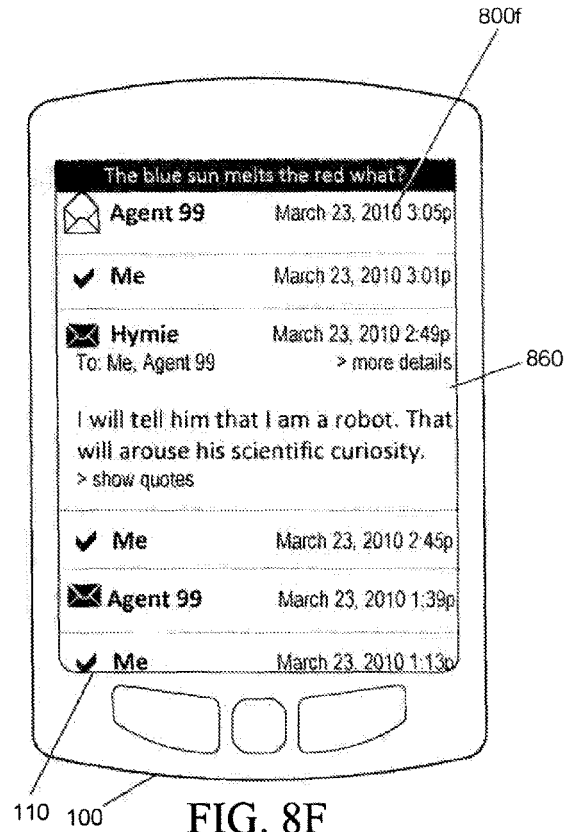 800f
The blue sun melts the red what?
Agent 99 March 23, 2010 3:05p
Me March 23, 2010 3:01p
Hymie March 23, 2010 2:49p
To: Me, Agent 99 > more details
860
I will tell him that I am a robot. That
will arouse his scientific curiosity.
> show quotes
Me March 23, 2010 2:45p
Agent 99 March 23, 2010 1:39p
Me March 23, 2010 1:13p
110 100 FIG. 8F